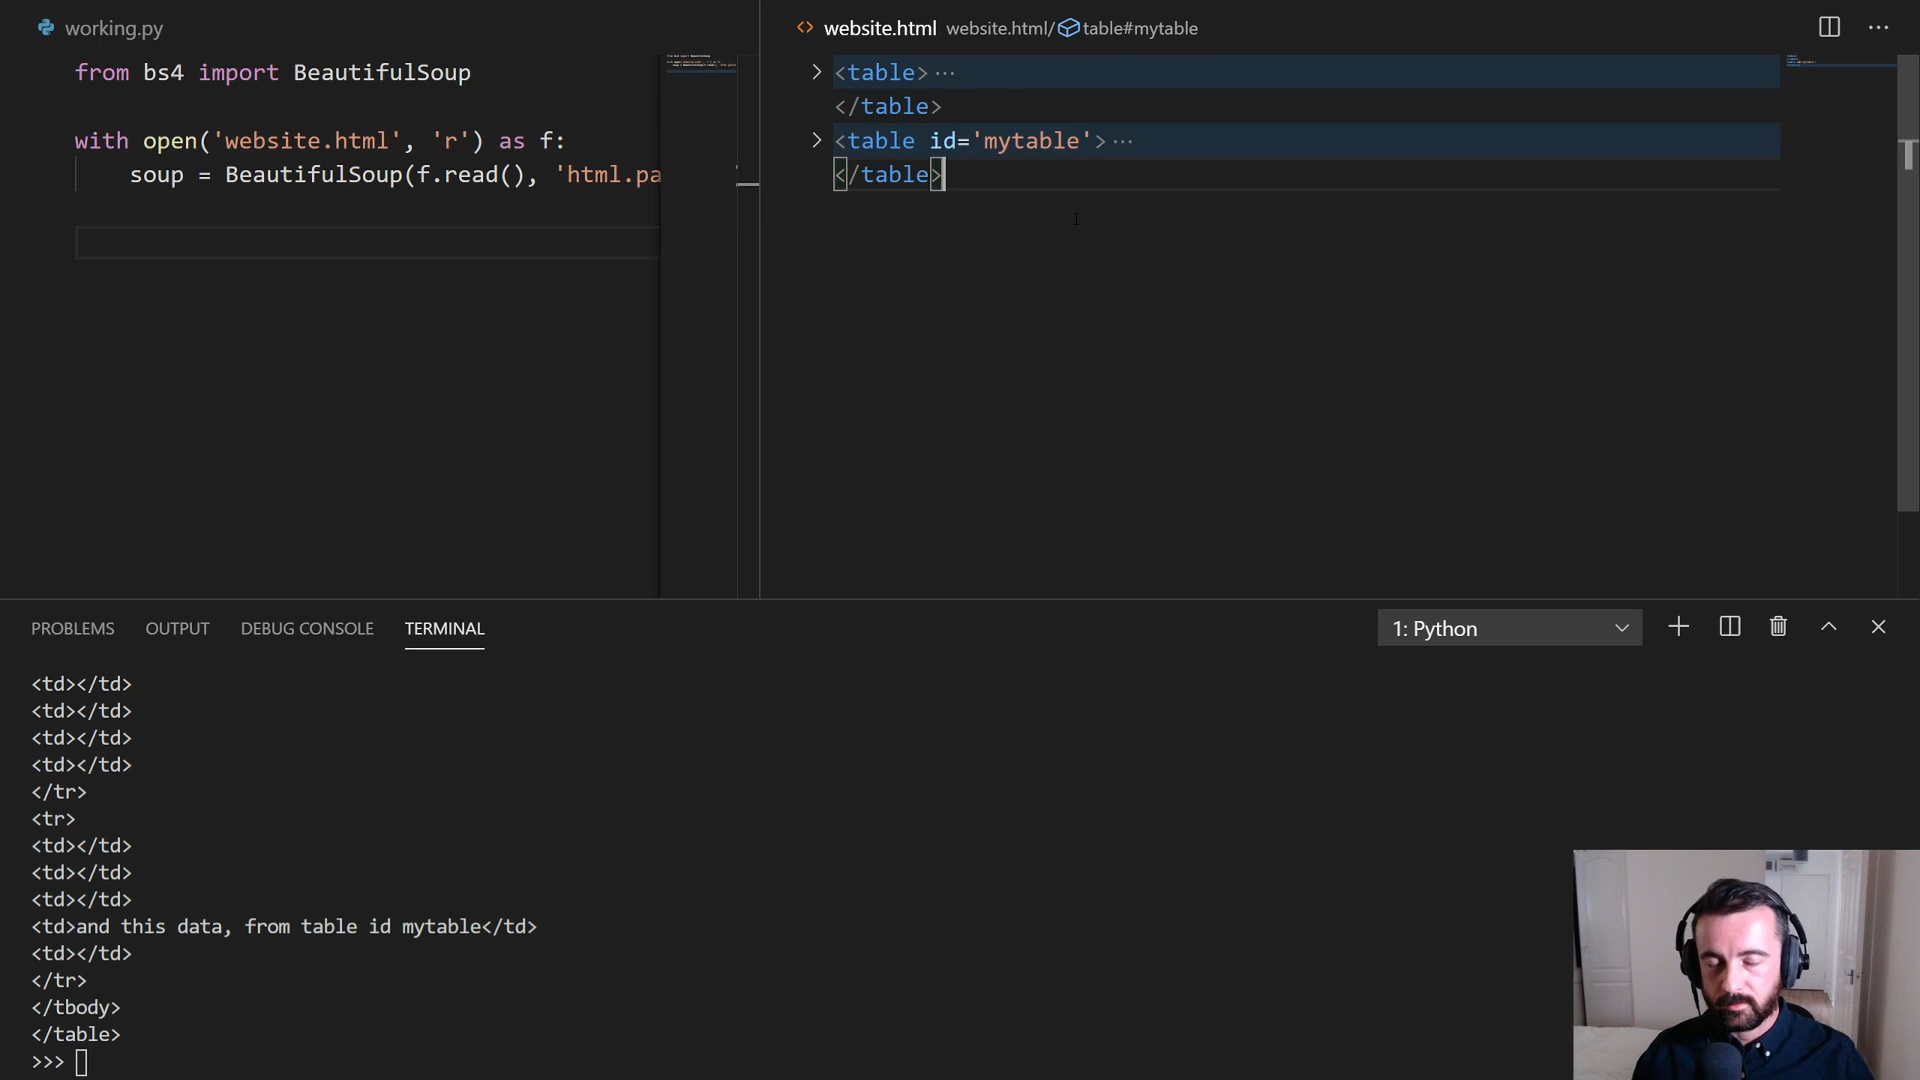 working.py
from bs4 import BeautifulSoup
with open('website.html', 'r') as f:
soup = BeautifulSoup(f.read(), 'html.pa
website.html website.html/ table#mytable
<table> ···
</table>
<table id='mytable'> ···
</table>
PROBLEMS OUTPUT DEBUG CONSOLE TERMINAL
1: Python
<td></td>
<td></td>
<td></td>
<td></td>
</tr>
<tr>
<td></td>
<td></td>
<td></td>
<td>and this data, from table id mytable</td>
<td></td>
</tr>
</tbody>
</table>
>>>